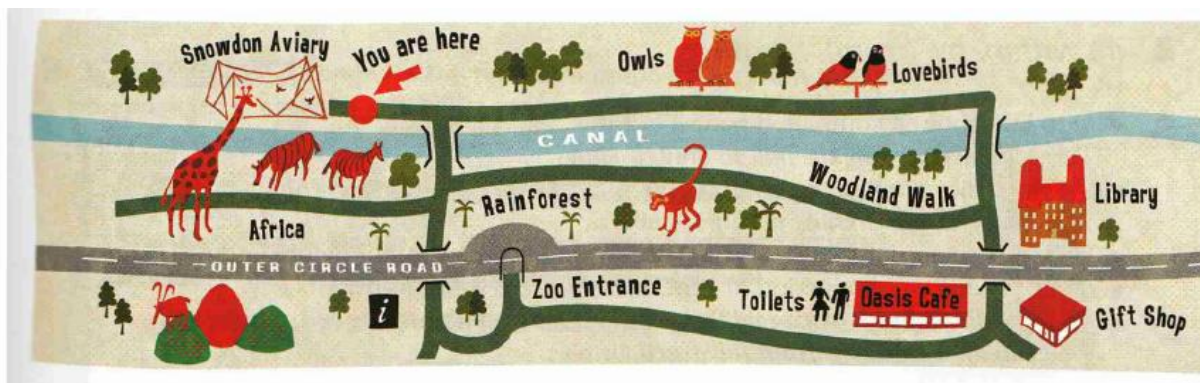 Snowdon Aviary
You are here
Owls
Lovebirds
CANAL
Woodland Walk
Library
Rainforest
Africa
OUTER CIRCLE ROAD
i
Zoo Entrance
Toilets
Oasis Cafe
Gift Shop